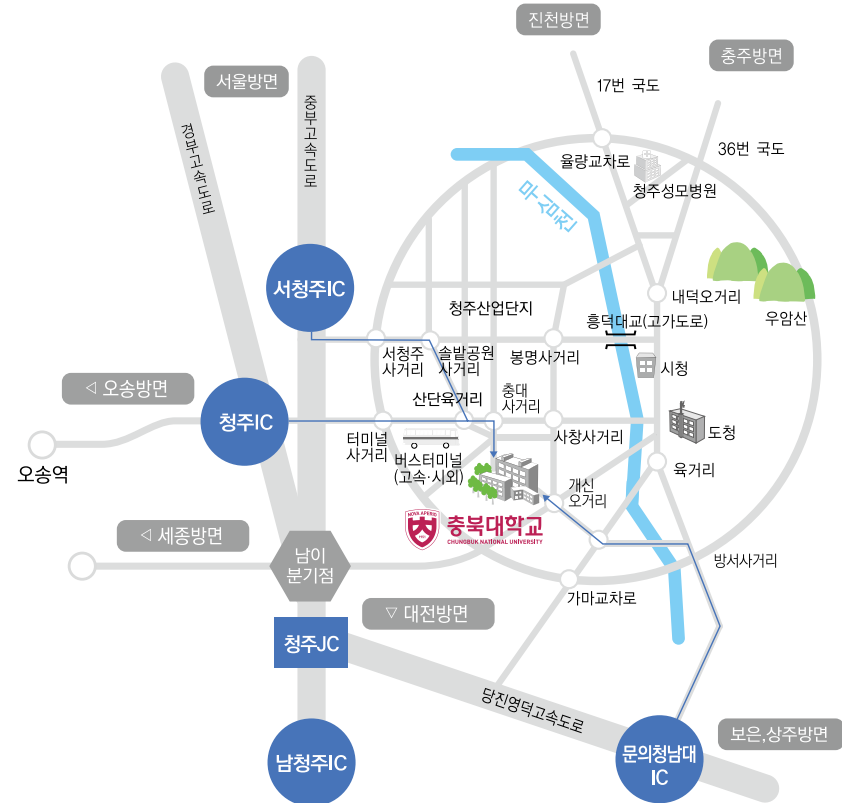 진천방면
충주방면
서울방면
17번 국도
중부고속도로
경부고속도로
36번 국도
율량교차로
청주성모병원
무심천
서청주IC
내덕오거리
우암산
청주산업단지
흥덕대교(고가도로)
서청주
사거리
솔밭공원
사거리
봉명사거리
시청
◁ 오송방면
산단육거리
충대
사거리
청주IC
터미널
사거리
버스터미널
(고속·시외)
사창사거리
도청
오송역
육거리
개신
오거리
NOVA APERIO
충북대학교
CHUNGBUK NATIONAL UNIVERSITY
◁ 세종방면
남이
분기점
방서사거리
가마교차로
▽ 대전방면
청주JC
당진영덕고속도로
남청주IC
문의청남대
IC
보은,상주방면